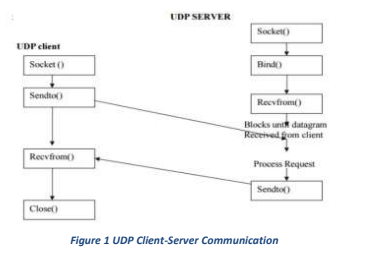 :
UDP SERVER
Socket()
UDP client
Socket ()
Bind()
Sendto()
Recvfrom()
Blocks until datagram
Received from client
Recvfrom()
Process Request
Sendto()
Close()
Figure 1 UDP Client-Server Communication